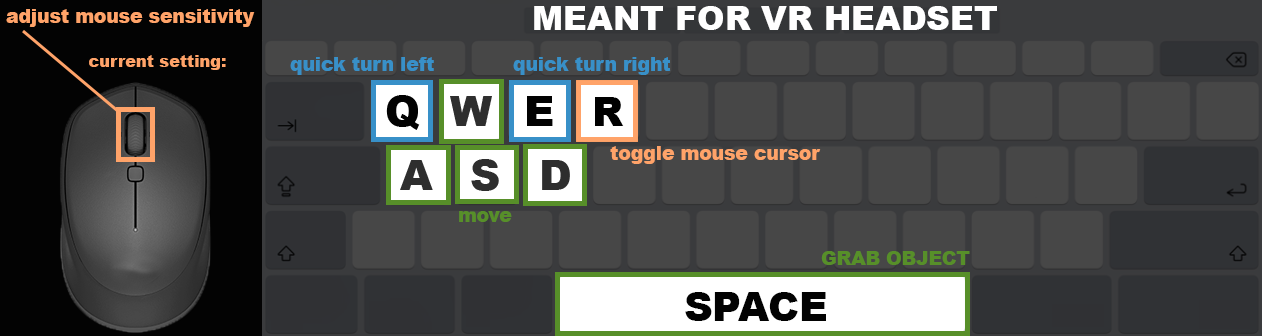 adjust mouse sensitivity
current setting:
MEANT FOR VR HEADSET
quick turn left
quick turn right
Q W E R
toggle mouse cursor
A S D
move
GRAB OBJECT
SPACE